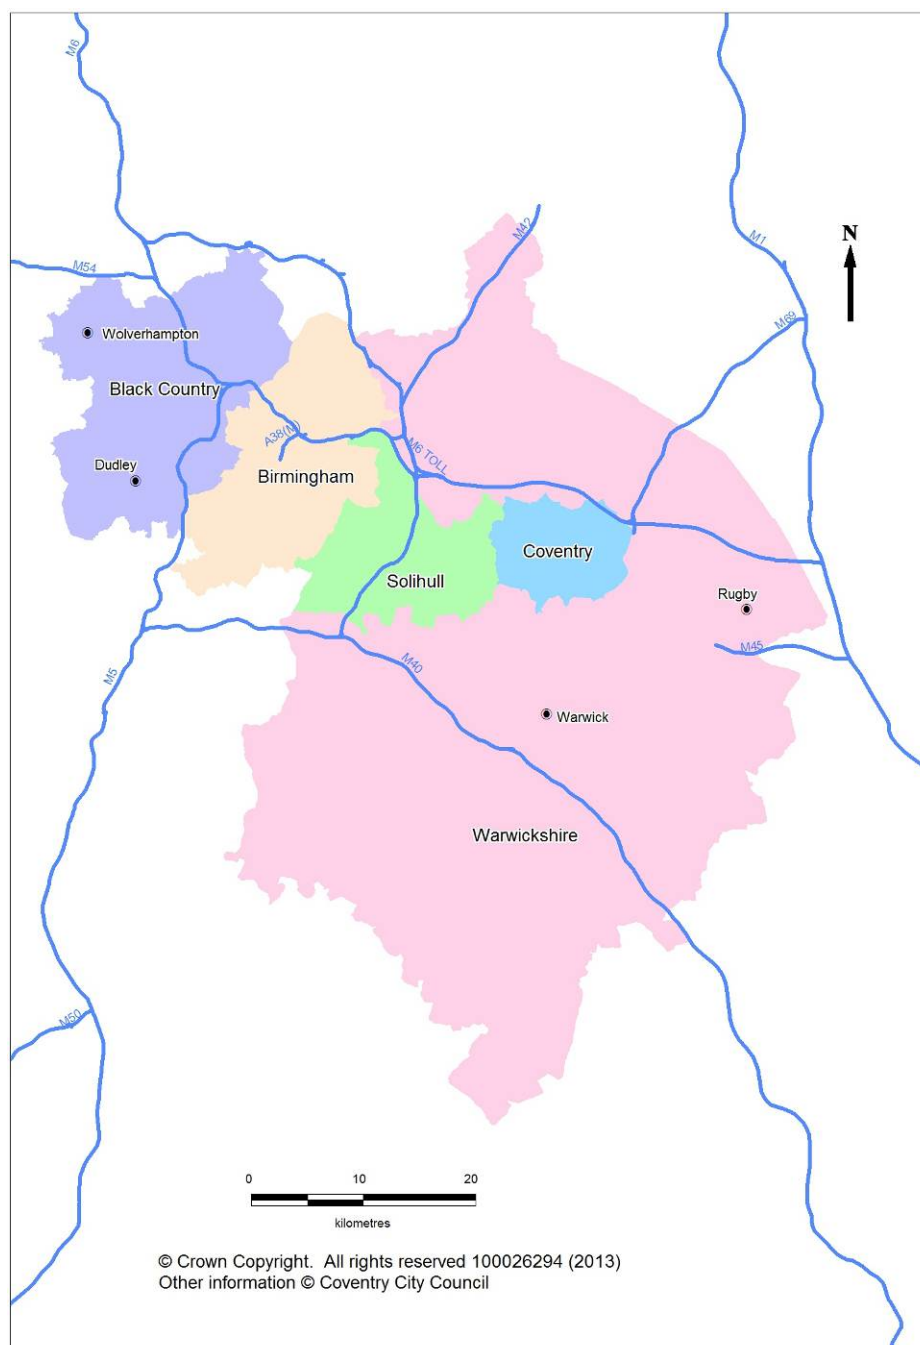 M6
M42
M1
N
M54
M69
Wolverhampton
Black Country
A38(M)
M6 TOLL
Dudley
Birmingham
Coventry
Solihull
Rugby
M45
M40
M5
Warwick
Warwickshire
M50
0 10 20
kilometres
© Crown Copyright. All rights reserved 100026294 (2013)
Other information © Coventry City Council